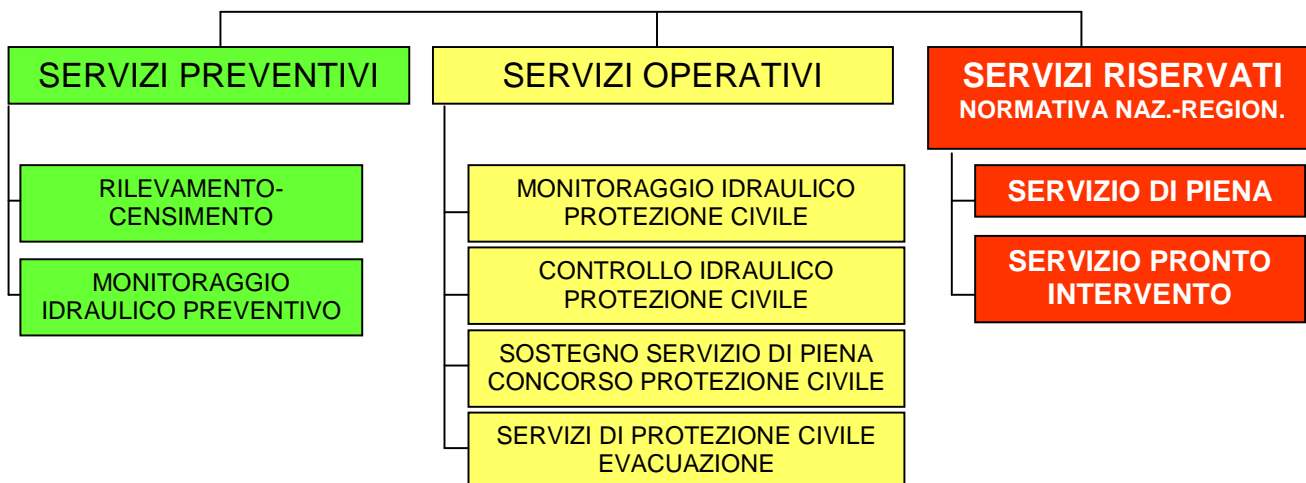 SERVIZI PREVENTIVI
RILEVAMENTO-
CENSIMENTO
MONITORAGGIO
IDRAULICO PREVENTIVO
SERVIZI OPERATIVI
MONITORAGGIO IDRAULICO
PROTEZIONE CIVILE
CONTROLLO IDRAULICO
PROTEZIONE CIVILE
SOSTEGNO SERVIZIO DI PIENA
CONCORSO PROTEZIONE CIVILE
SERVIZI DI PROTEZIONE CIVILE
EVACUAZIONE
SERVIZI RISERVATI
NORMATIVA NAZ.-REGION.
SERVIZIO DI PIENA
SERVIZIO PRONTO
INTERVENTO